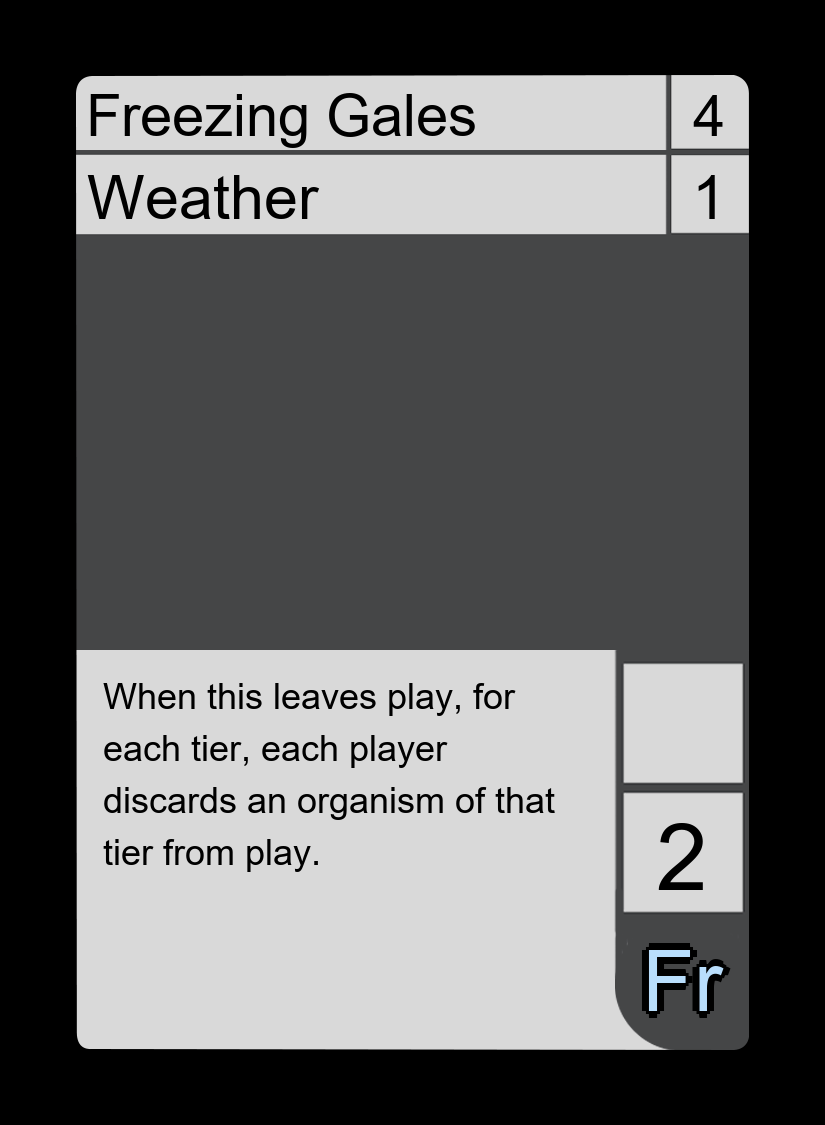 Freezing Gales 4
Weather 1
When this leaves play, for
each tier, each player
discards an organism of that
tier from play.
2
Fr